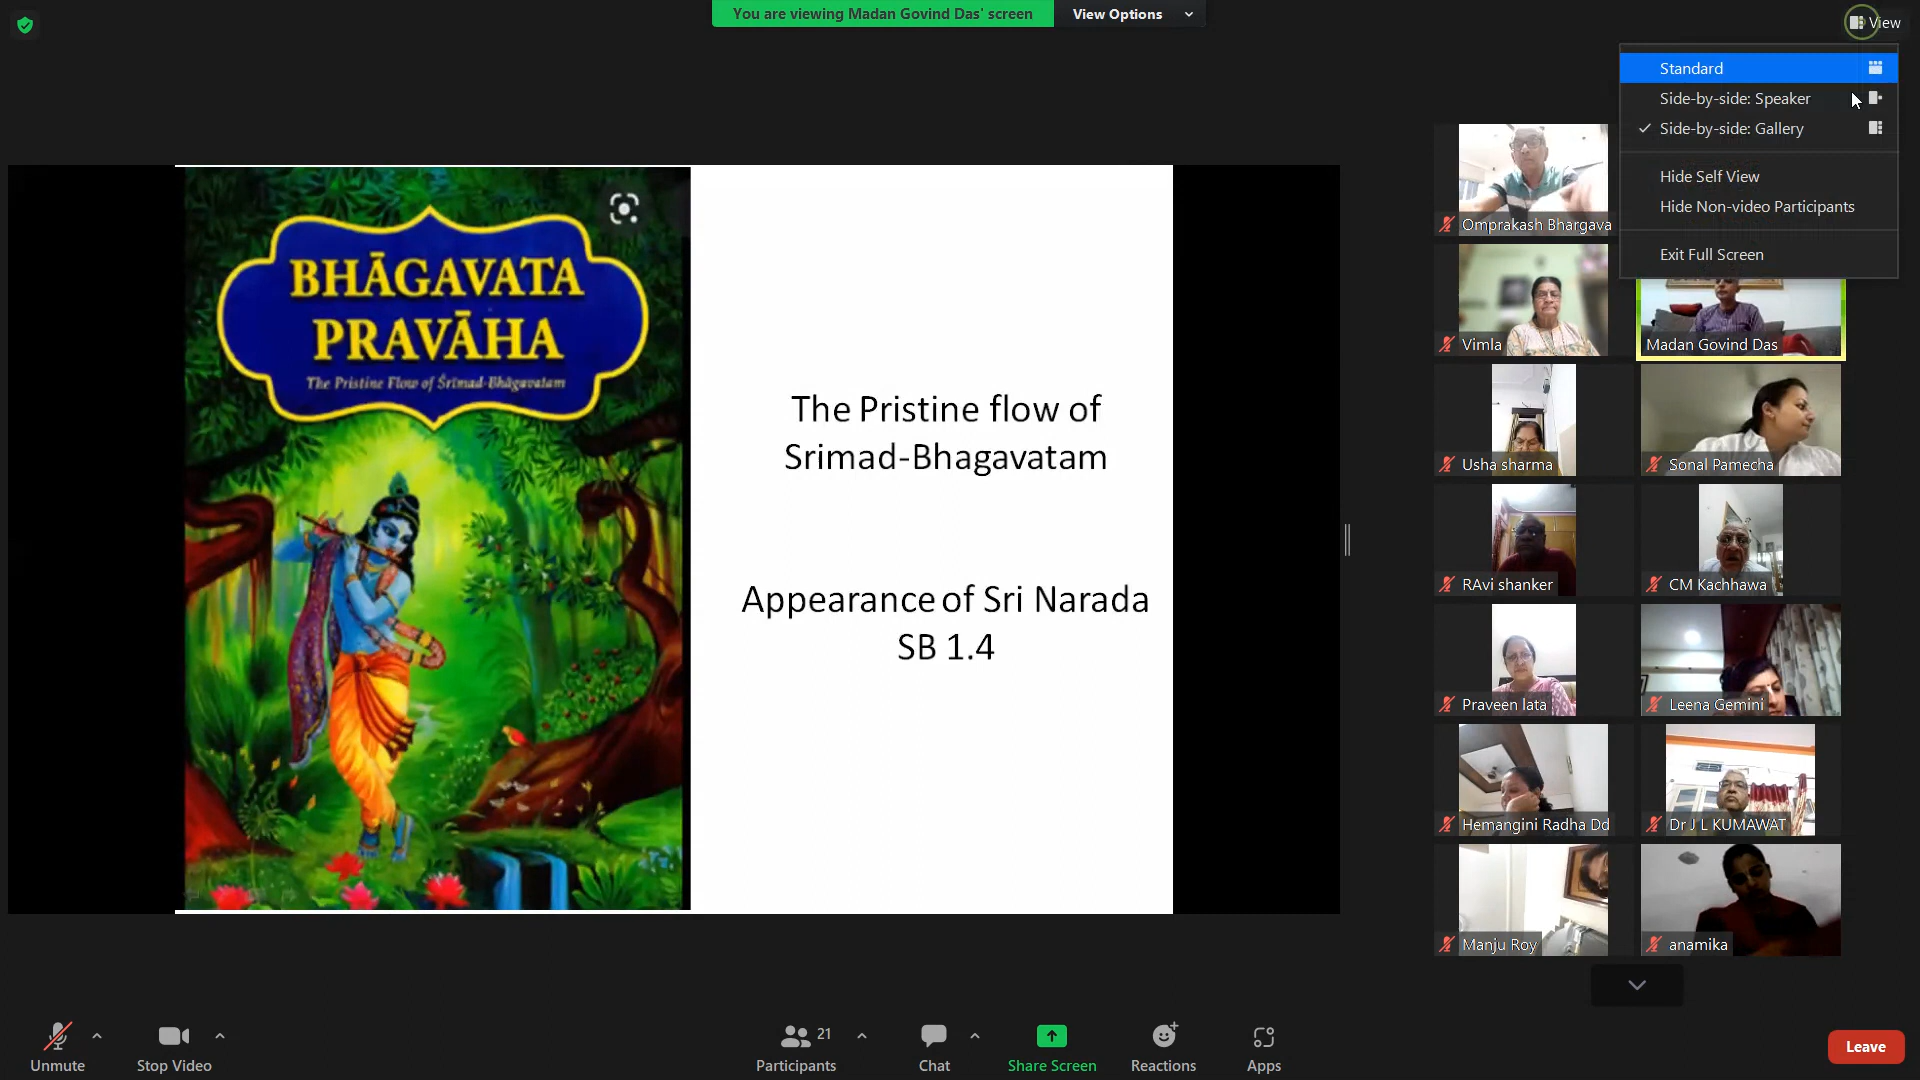 You are viewing Madan Govind Das' screen
View Options
View
Standard
Side-by-side: Speaker
Side-by-side: Gallery
Hide Self View
Hide Non-video Participants
Exit Full Screen
BHĀGAVATA
PRAVĀHA
The Pristine Flow of Śrīmad-Bhāgavatam
The Pristine flow of
Srimad-Bhagavatam
Appearance of Sri Narada
SB 1.4
Omprakash Bhargava
Vimla
Madan Govind Das
Usha sharma
Sonal Pamecha
RAvi shanker
CM Kachhawa
Praveen lata
Leena Gemini
Hemangini Radha Dd
Dr J L KUMAWAT
Manju Roy
anamika
Unmute
Stop Video
21
Participants
Chat
Share Screen
Reactions
Apps
Leave